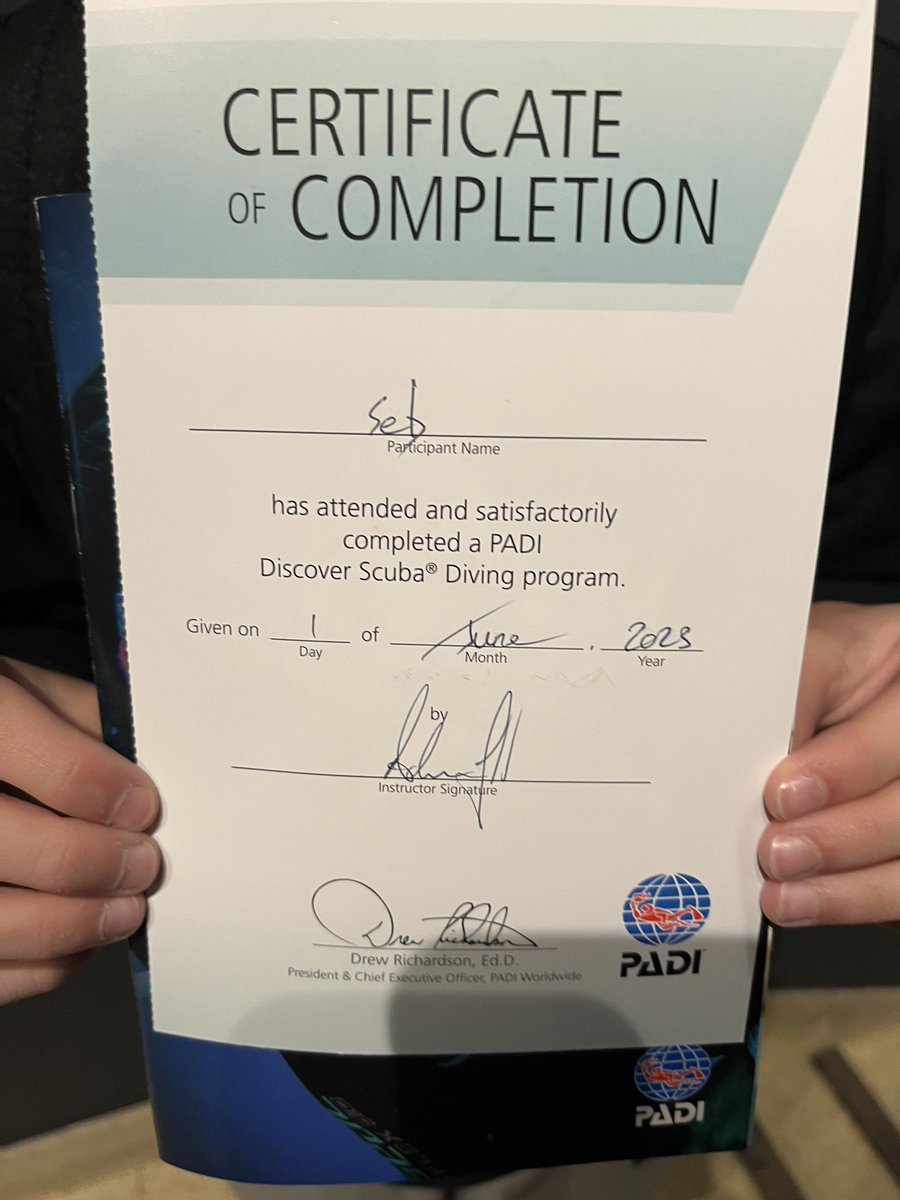 CERTIFICATE
OF COMPLETION
Seb
Participant Name
has attended and satisfactorily
completed a PADI
Discover Scuba® Diving program.
Given on 1 of June, 2023
Day Month Year
by
Instructor Signature
Drew Richardson
Drew Richardson, Ed.D.
President & Chief Executive Officer, PADI Worldwide
PADI
PADI